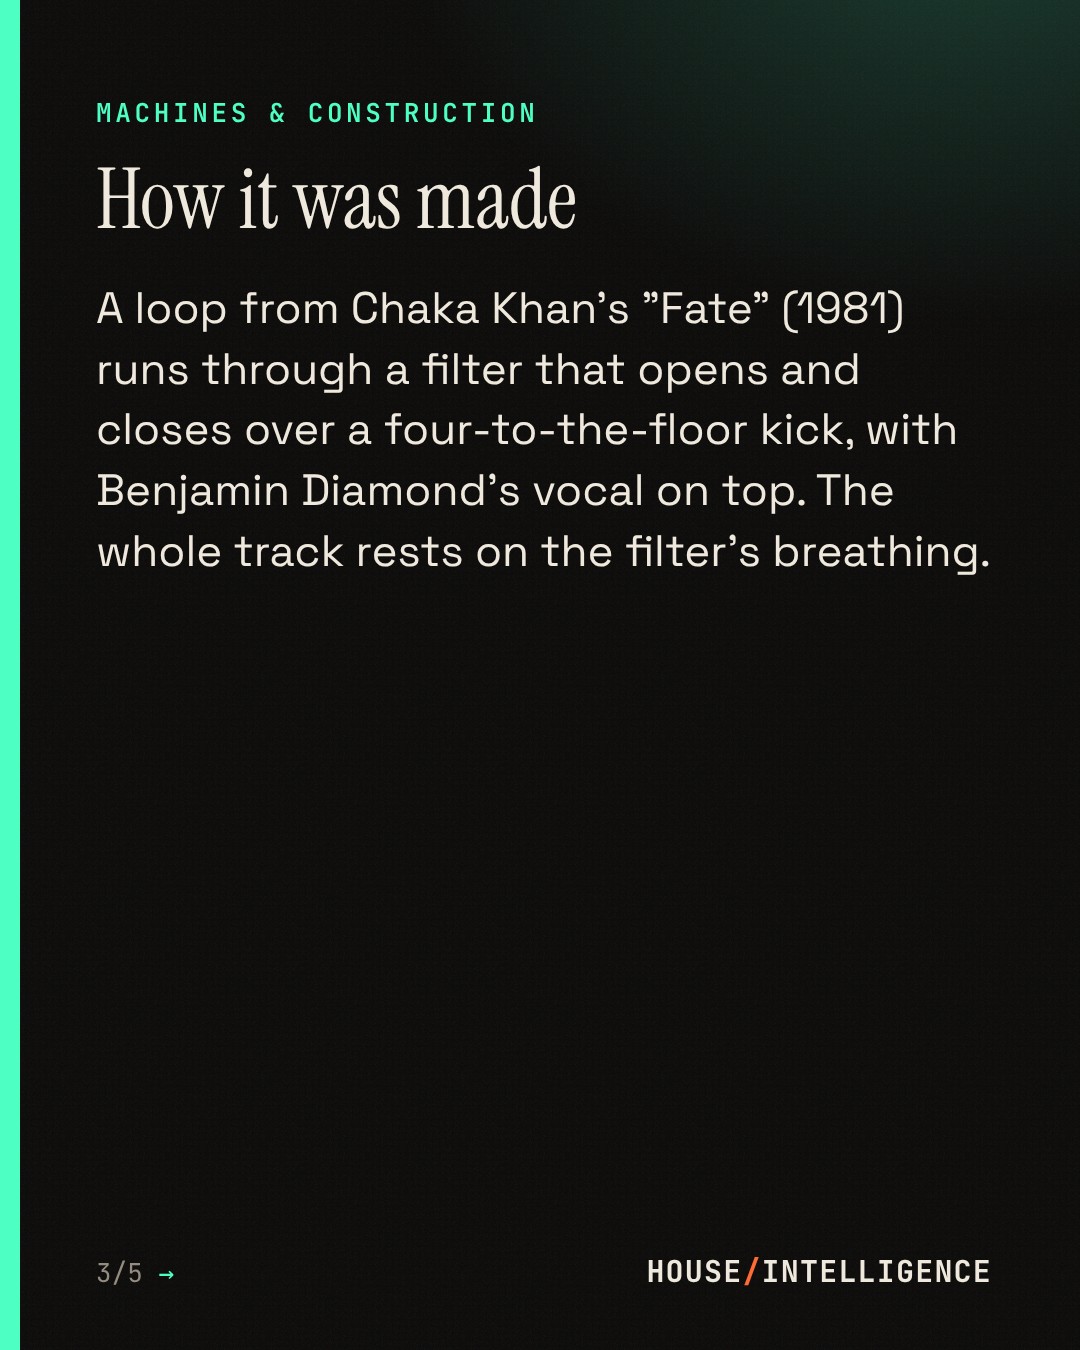 MACHINES & CONSTRUCTION
How it was made
A loop from Chaka Khan’s ”Fate” (1981)
runs through a filter that opens and
closes over a four-to-the-floor kick, with
Benjamin Diamond’s vocal on top. The
whole track rests on the filter’s breathing.
3/5 →
HOUSE/INTELLIGENCE